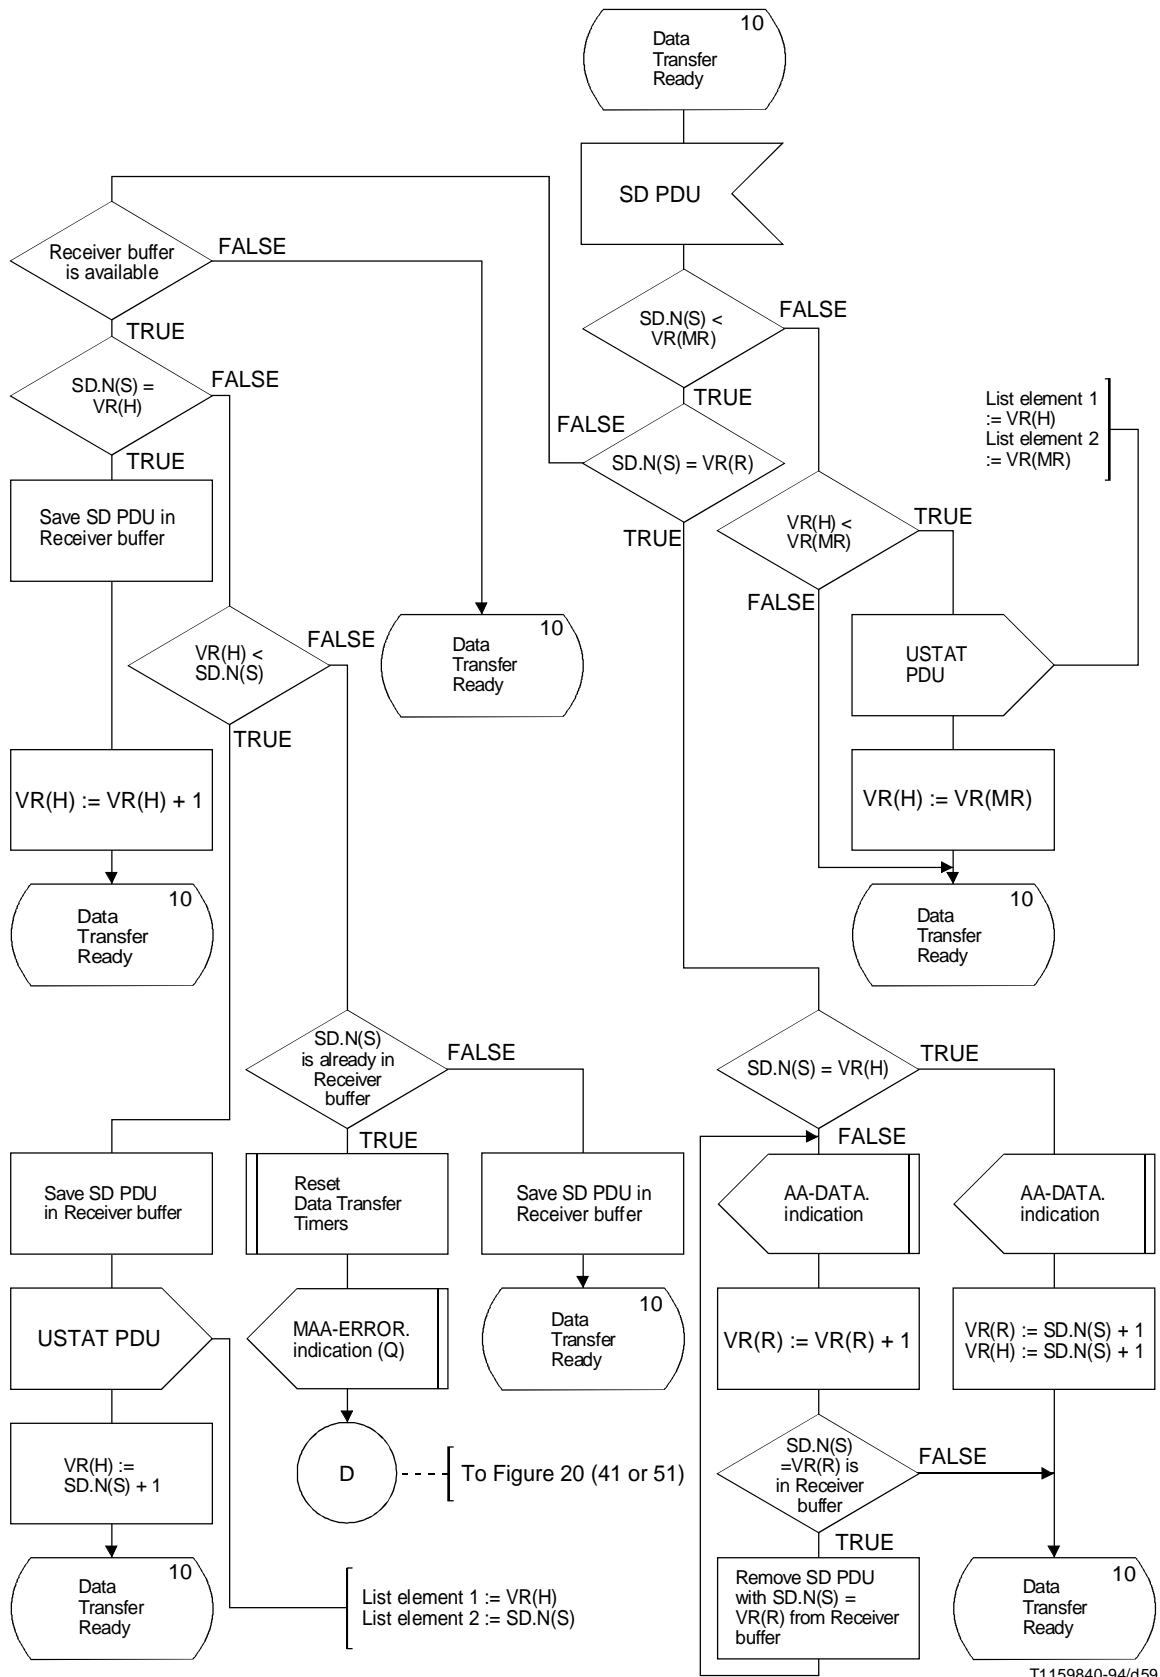 10
Data
Transfer
Ready
SD PDU
Receiver buffer
is available
FALSE
TRUE
SD.N(S) <
VR(MR)
FALSE
TRUE
SD.N(S) =
VR(H)
FALSE
TRUE
FALSE
SD.N(S) = VR(R)
TRUE
List element 1
:= VR(H)
List element 2
:= VR(MR)
Save SD PDU in
Receiver buffer
VR(H) <
VR(MR)
TRUE
FALSE
VR(H) <
SD.N(S)
FALSE
TRUE
10
Data
Transfer
Ready
USTAT
PDU
VR(H) := VR(H) + 1
VR(H) := VR(MR)
10
Data
Transfer
Ready
10
Data
Transfer
Ready
SD.N(S)
is already in
Receiver
buffer
FALSE
TRUE
SD.N(S) = VR(H)
TRUE
FALSE
Save SD PDU
in Receiver buffer
Reset
Data Transfer
Timers
Save SD PDU in
Receiver buffer
AA-DATA.
indication
AA-DATA.
indication
USTAT PDU
MAA-ERROR.
indication (Q)
10
Data
Transfer
Ready
VR(R) := VR(R) + 1
VR(R) := SD.N(S) + 1
VR(H) := SD.N(S) + 1
VR(H) :=
SD.N(S) + 1
D
To Figure 20 (41 or 51)
SD.N(S)
=VR(R) is
in Receiver
buffer
FALSE
TRUE
10
Data
Transfer
Ready
List element 1 := VR(H)
List element 2 := SD.N(S)
Remove SD PDU
with SD.N(S) =
VR(R) from Receiver
buffer
10
Data
Transfer
Ready
T1159840-94/d59